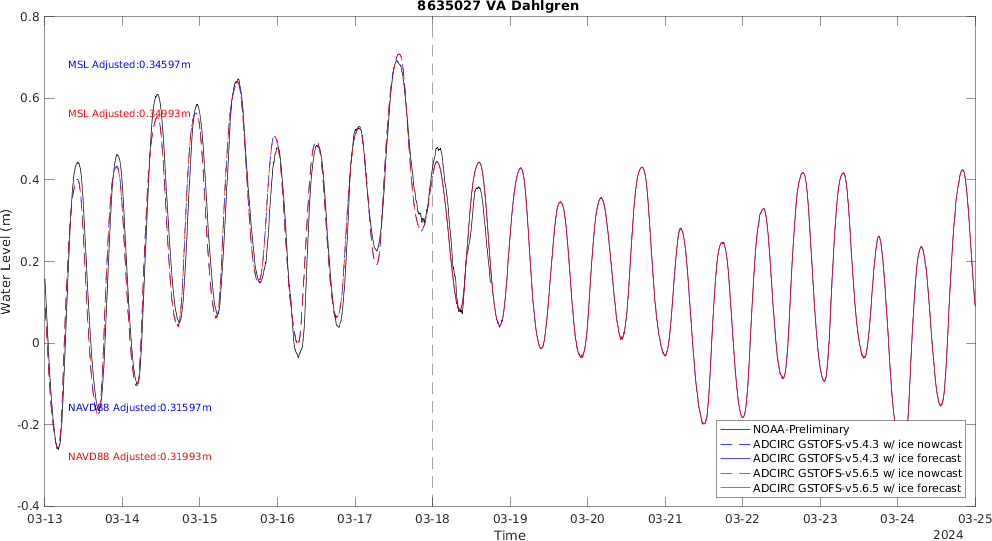 8635027 VA Dahlgren
0.8
0.6
0.4
0.2
0
-0.2
-0.4
Water Level (m)
MSL Adjusted:0.34597m
MSL Adjusted:0.34993m
NAVD88 Adjusted:0.31597m
NAVD88 Adjusted:0.31993m
NOAA-Preliminary
ADCIRC GSTOFS-v5.4.3 w/ ice nowcast
ADCIRC GSTOFS-v5.4.3 w/ ice forecast
ADCIRC GSTOFS-v5.6.5 w/ ice nowcast
ADCIRC GSTOFS-v5.6.5 w/ ice forecast
03-13 03-14 03-15 03-16 03-17 03-18 03-19 03-20 03-21 03-22 03-23 03-24 03-25
Time
2024